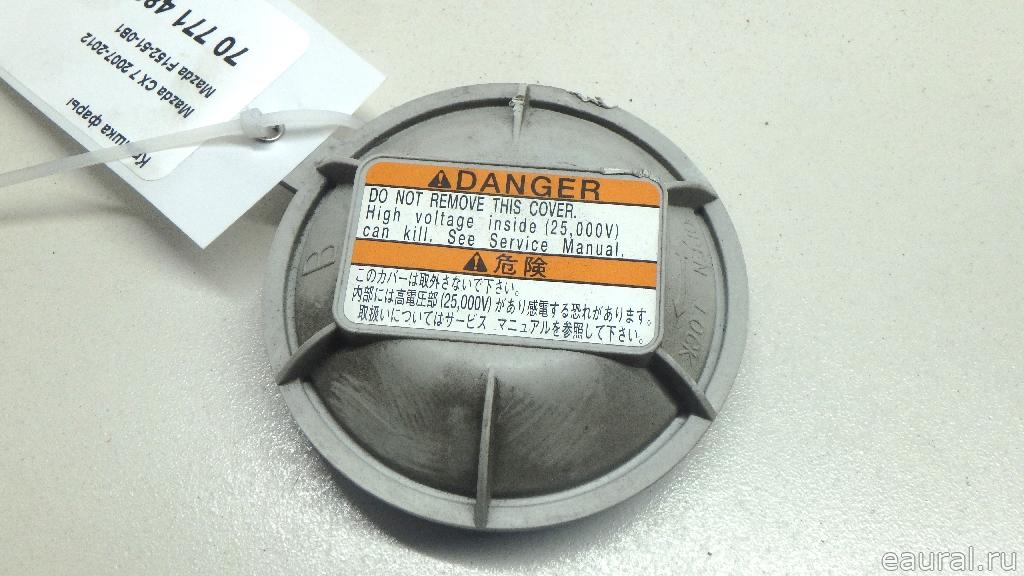 70 771 48
Mazda F152-51-0B1
Mazda CX 7 2007-2012
Крышка фары
DANGER
DO NOT REMOVE THIS COVER.
High voltage inside (25,000V)
can kill. See Service Manual.
危険
このカバーは取外さないで下さい。
内部には高電圧部(25,000V)があり感電する恐れがあります。
取扱いについてはサービス マニュアルを参照して下さい。
B
OPEN
LOCK
eaural.ru